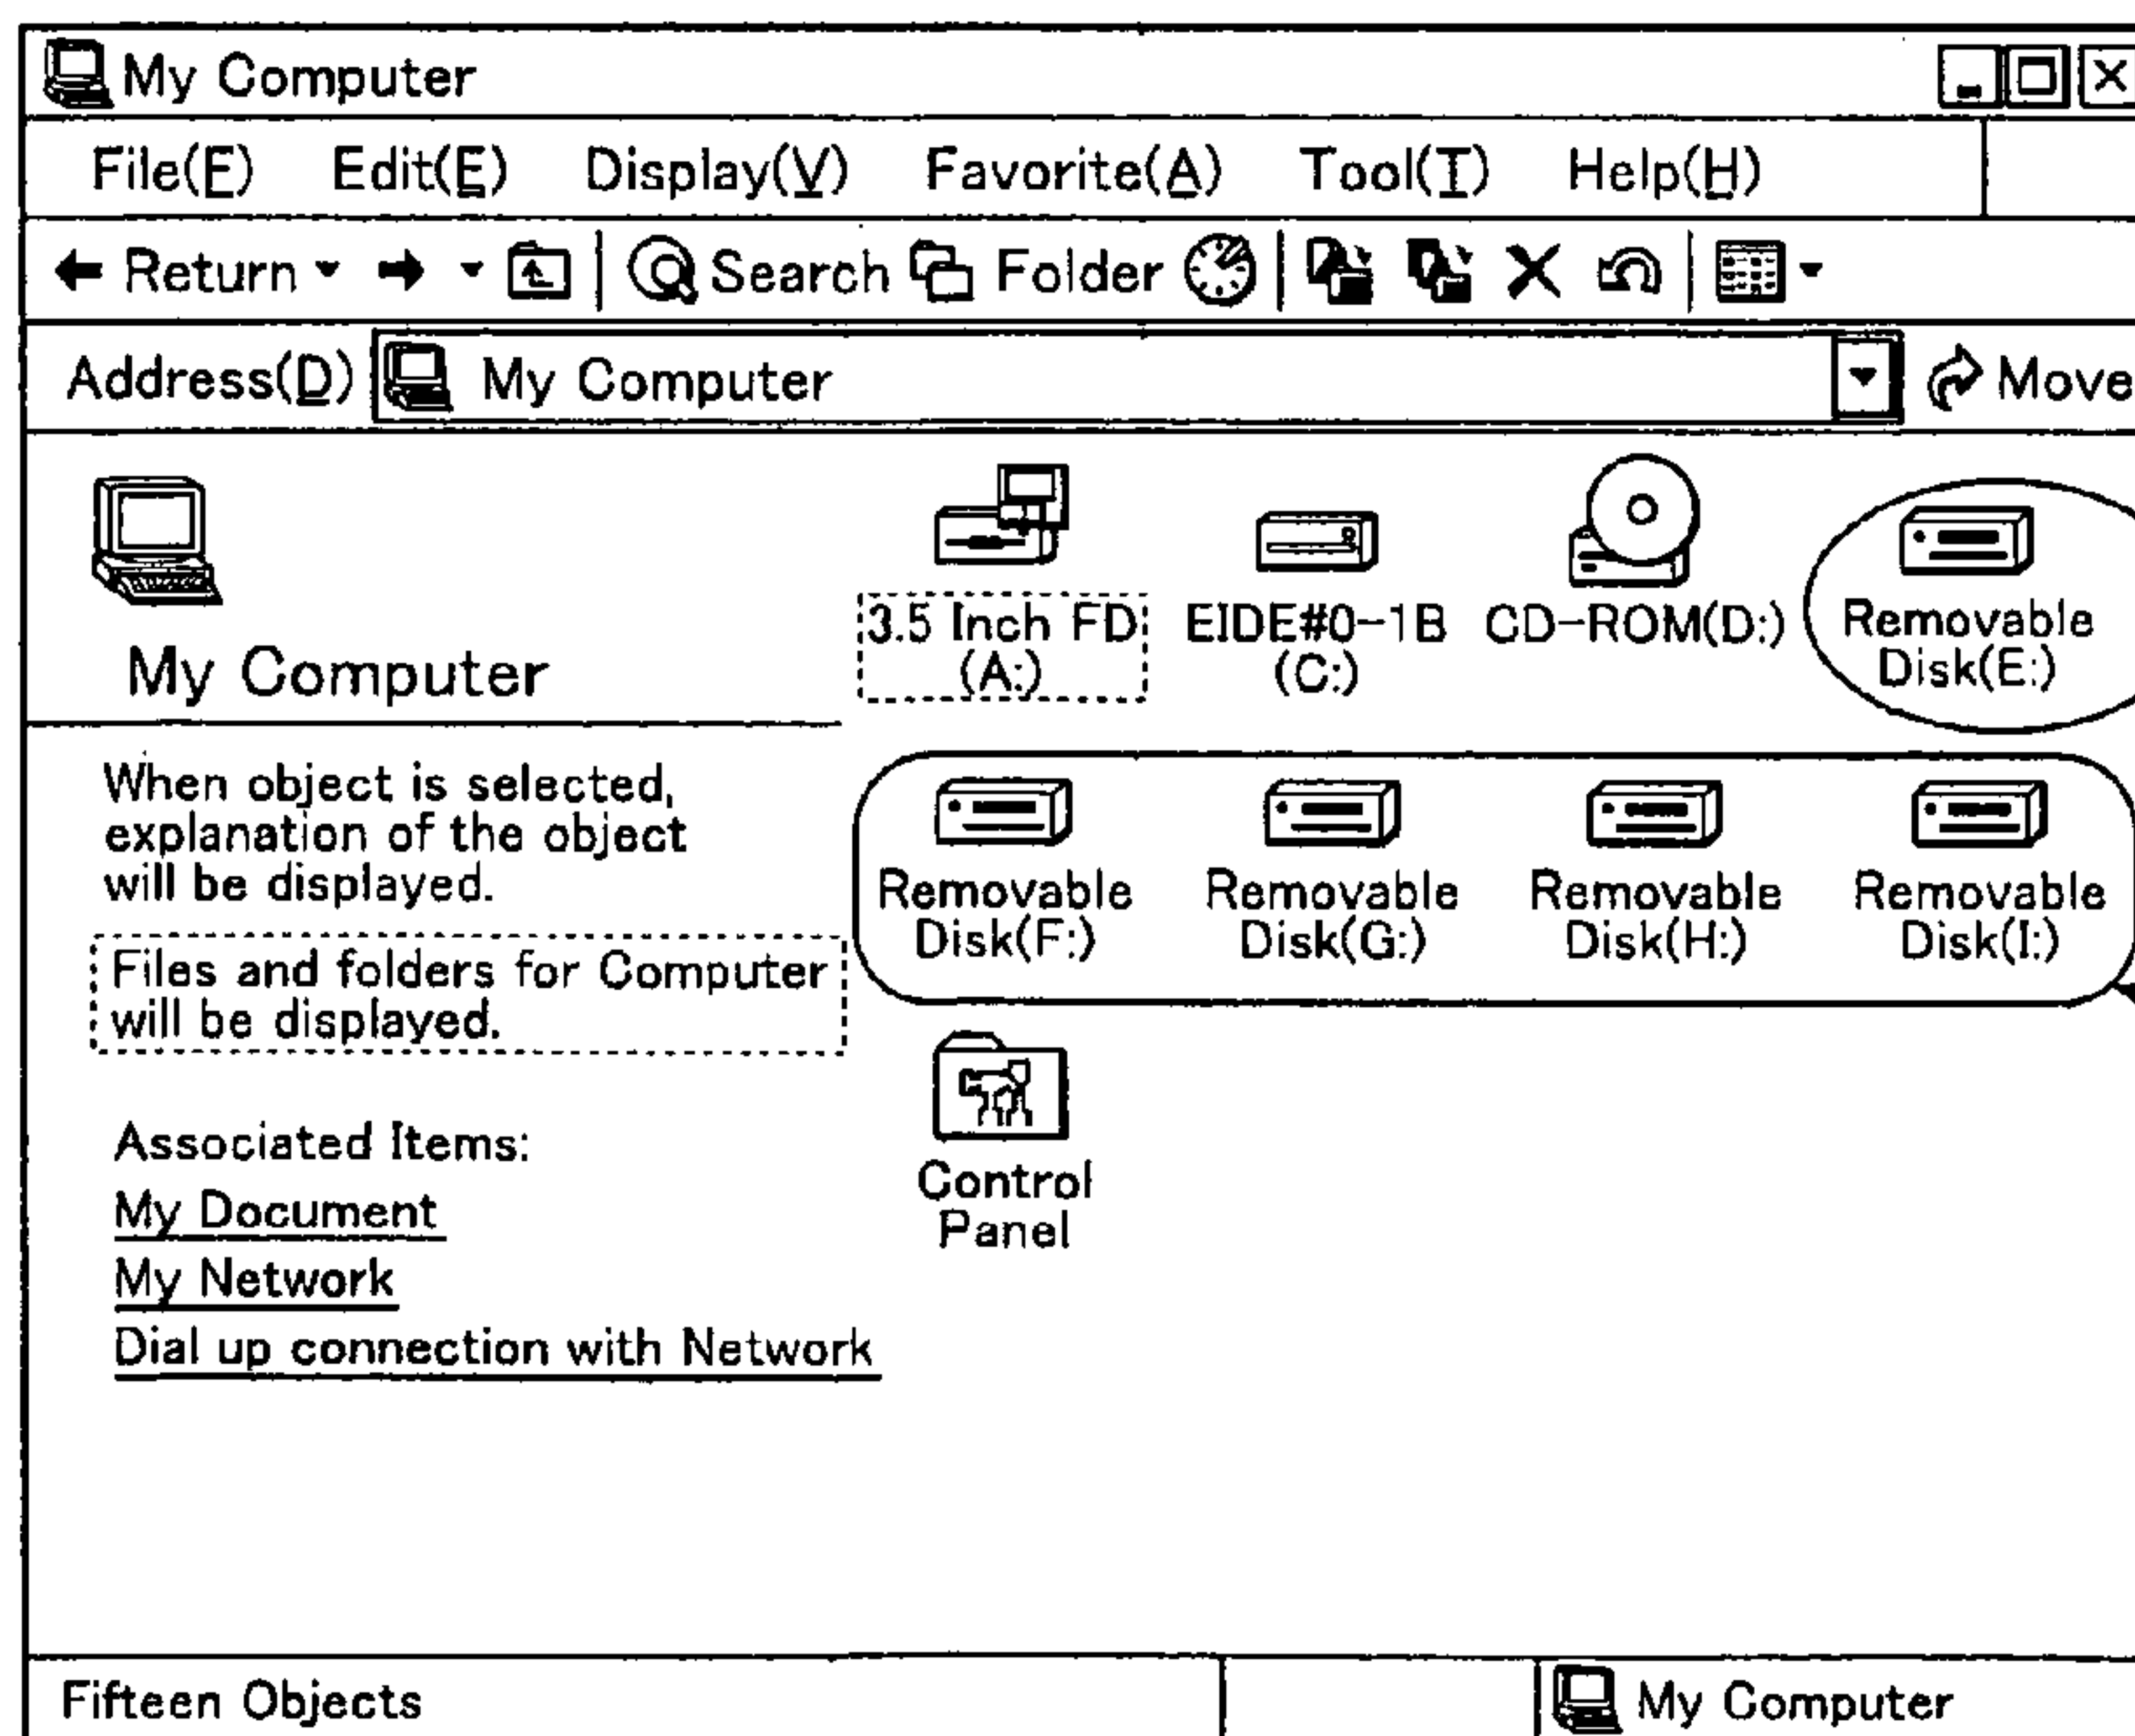 My Computer
File(F) Edit(E) Display(V) Favorite(A) Tool(T) Help(H)
Return Search Folder
Address(D) My Computer Move
3.5 Inch FD
(A:)
EIDE#0-1B
(C:)
CD-ROM(D:)
Removable
Disk(E:)
My Computer
When object is selected,
explanation of the object
will be displayed.
Removable
Disk(F:)
Removable
Disk(G:)
Removable
Disk(H:)
Removable
Disk(I:)
Files and folders for Computer
will be displayed.
Control
Panel
Associated Items:
My Document
My Network
Dial up connection with Network
Fifteen Objects My Computer